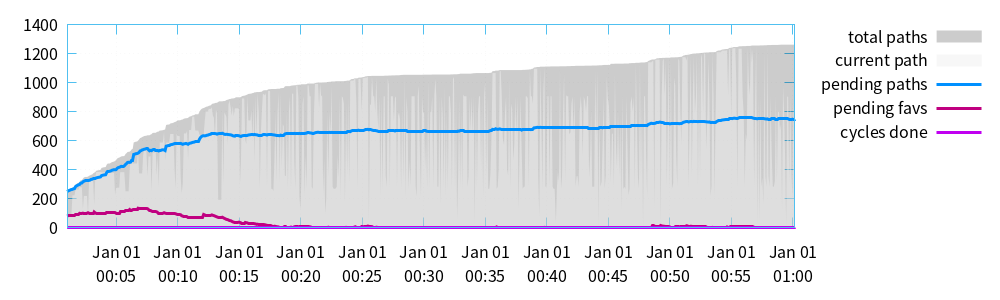 1400
1200
1000
800
600
400
200
0
Jan 01 Jan 01 Jan 01 Jan 01 Jan 01 Jan 01 Jan 01 Jan 01 Jan 01 Jan 01 Jan 01 Jan 01
00:05 00:10 00:15 00:20 00:25 00:30 00:35 00:40 00:45 00:50 00:55 01:00
total paths
current path
pending paths
pending favs
cycles done